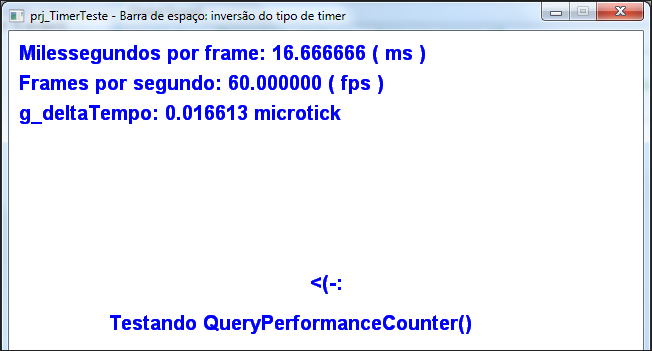 prj_TimerTeste - Barra de espaço: inversão do tipo de timer
Milessegundos por frame: 16.666666 ( ms )
Frames por segundo: 60.000000 ( fps )
g_deltaTempo: 0.016613 microtick
<(-:
Testando QueryPerformanceCounter()